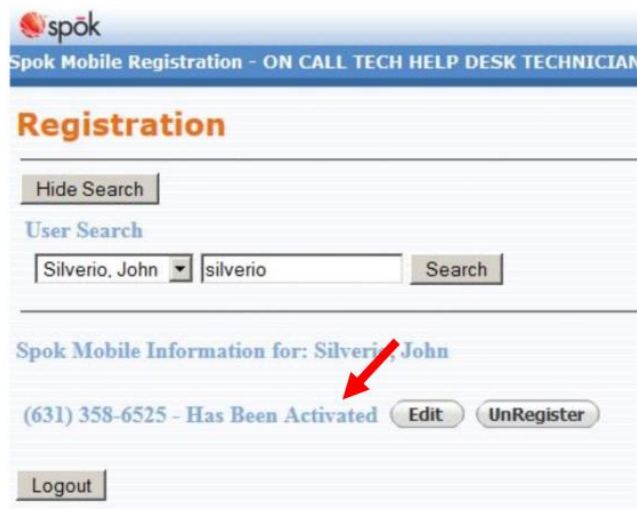 spōk
Spok Mobile Registration - ON CALL TECH HELP DESK TECHNICIAN
Registration
Hide Search
User Search
Silverio, John silverio Search
Spok Mobile Information for: Silverio, John
(631) 358-6525 - Has Been Activated Edit UnRegister
Logout